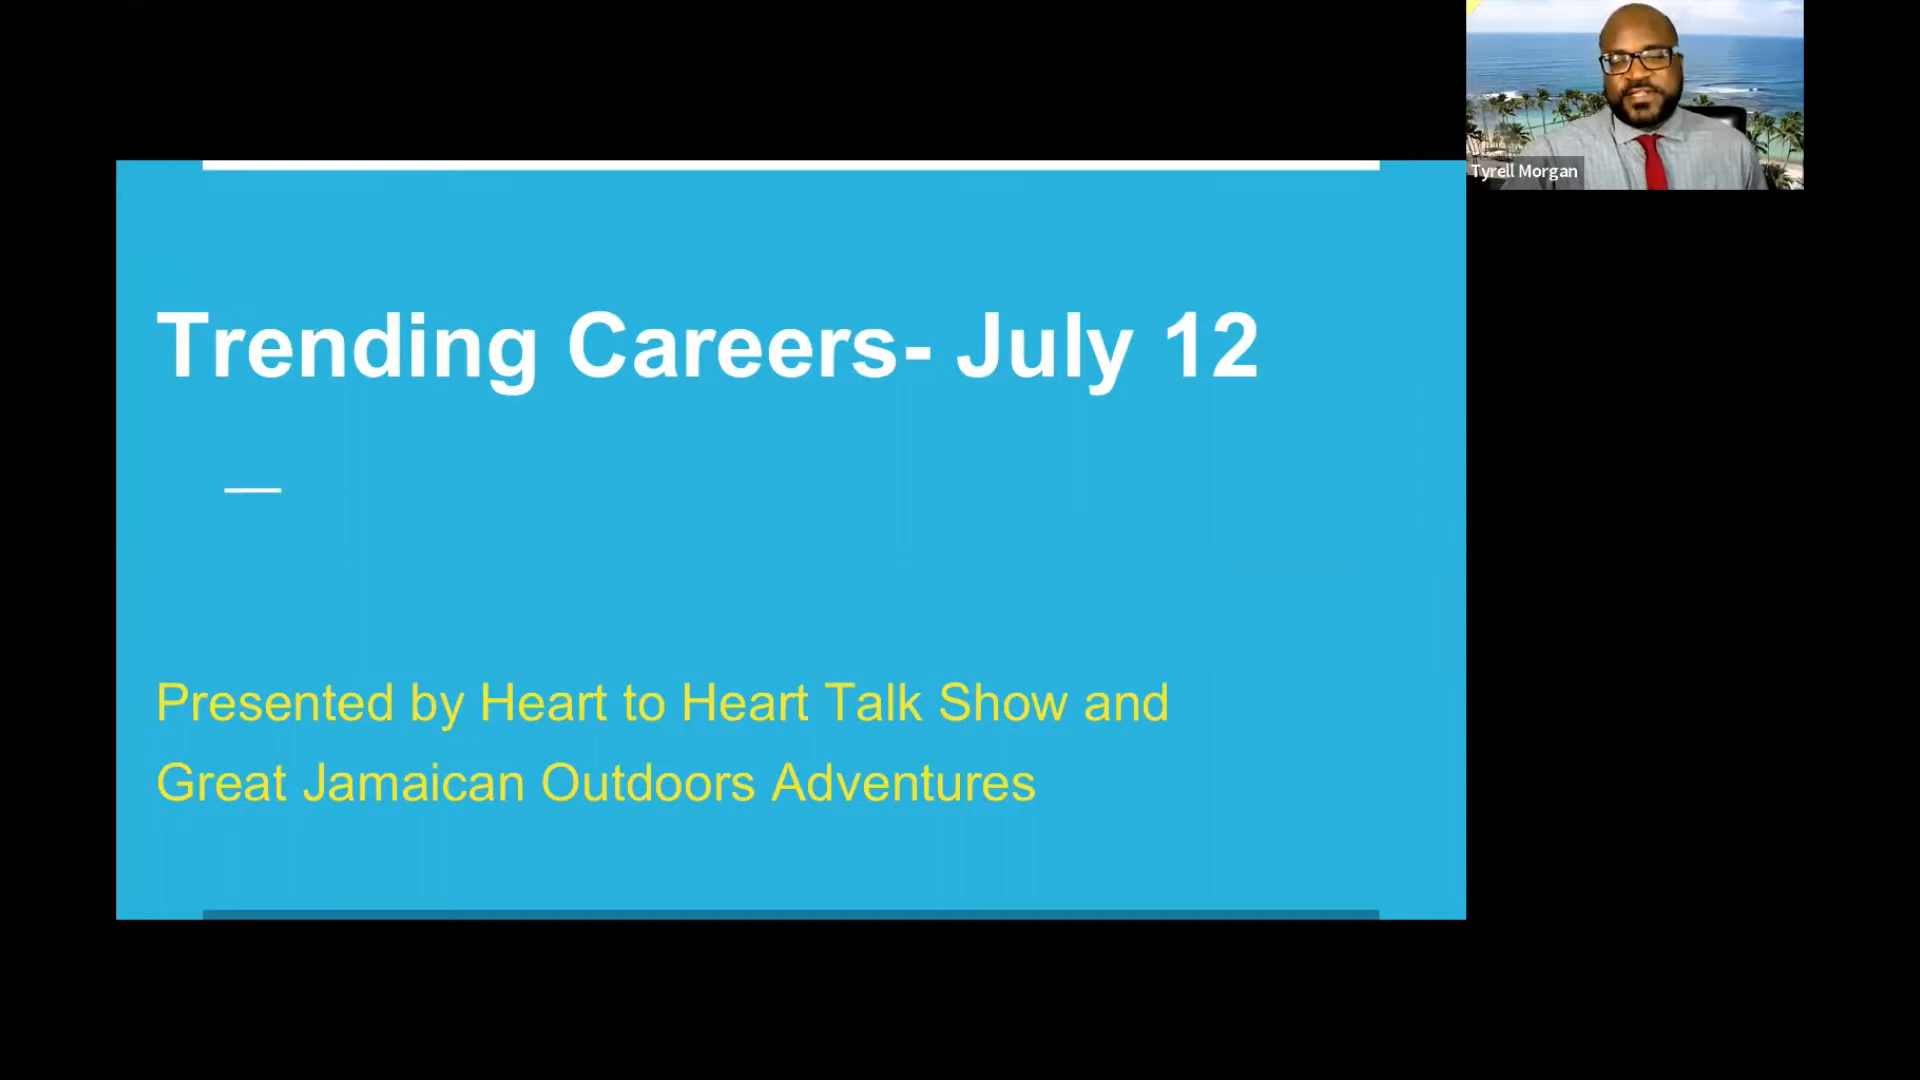 Tyrell Morgan
Trending Careers- July 12
Presented by Heart to Heart Talk Show and
Great Jamaican Outdoors Adventures